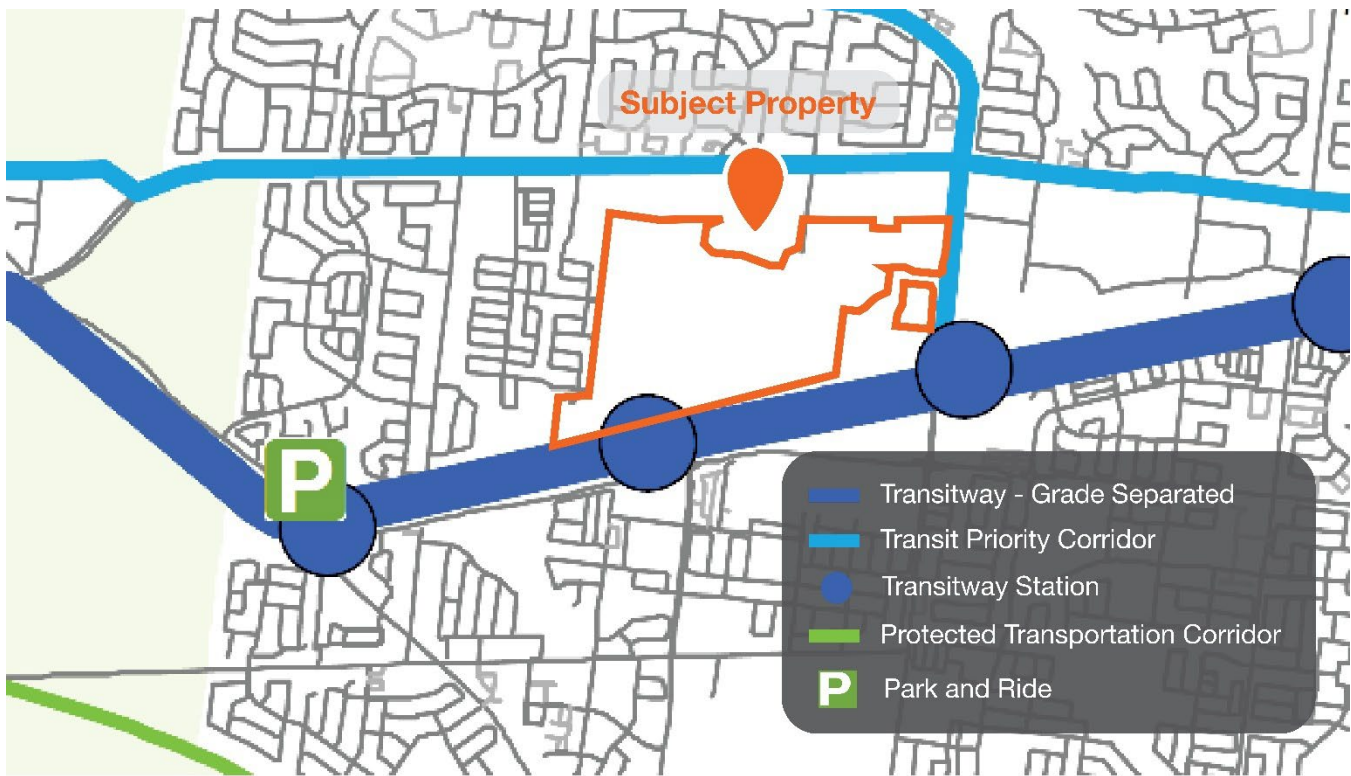 Subject Property
P
Transitway - Grade Separated
Transit Priority Corridor
Transitway Station
Protected Transportation Corridor
P Park and Ride